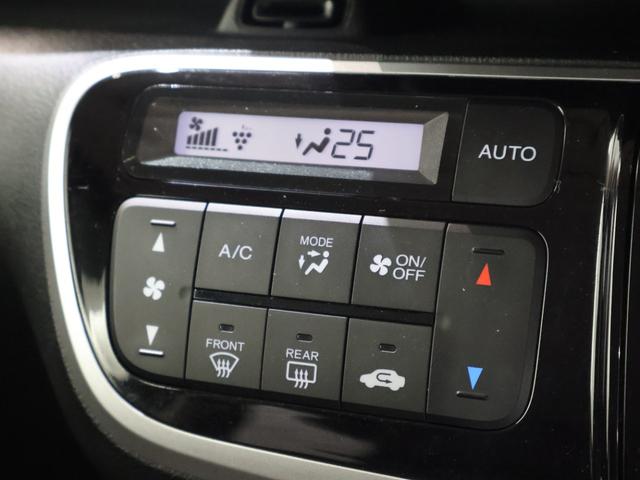 25
AUTO
A/C
MODE
ON/
OFF
FRONT
REAR